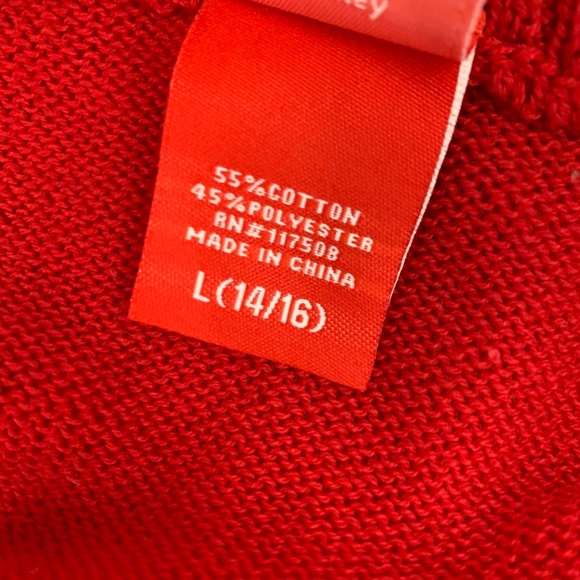 55%COTTON
45%POLYESTER
RN#117508
MADE IN CHINA
L(14/16)